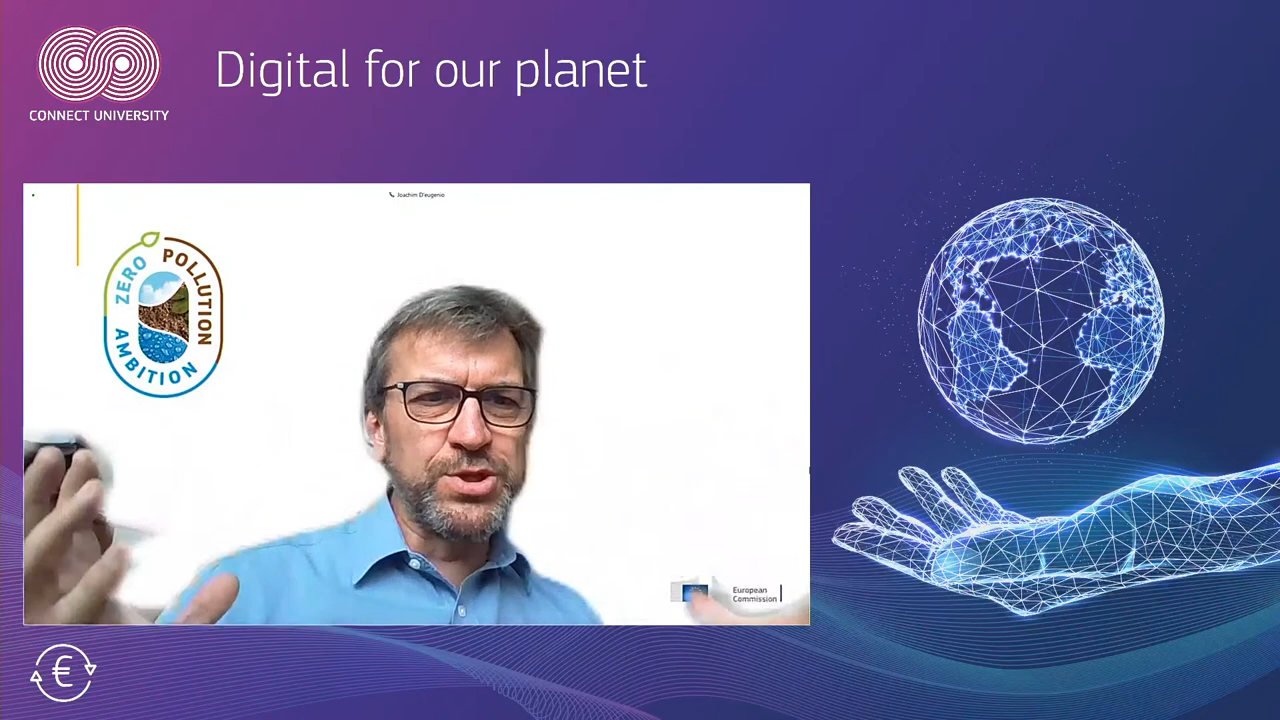 Digital for our planet
CONNECT UNIVERSITY
Joachim D'eugenio
ZERO POLLUTION
AMBITION
European
Commission
€